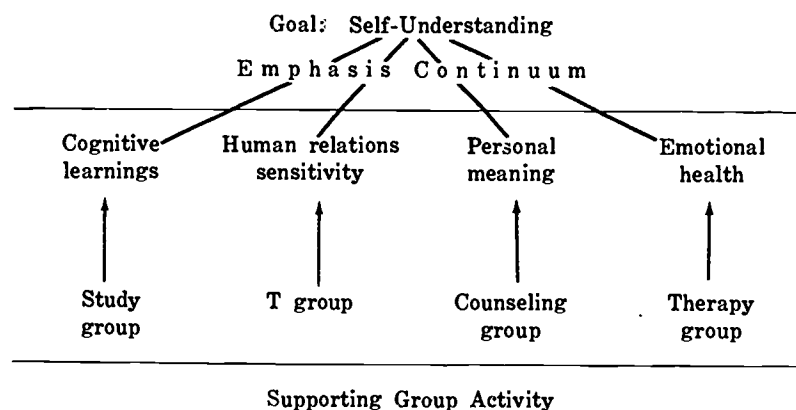 Goal: Self-Understanding
Emphasis Continuum
Cognitive learnings
Human relations sensitivity
Personal meaning
Emotional health
Study group
T group
Counseling group
Therapy group
Supporting Group Activity